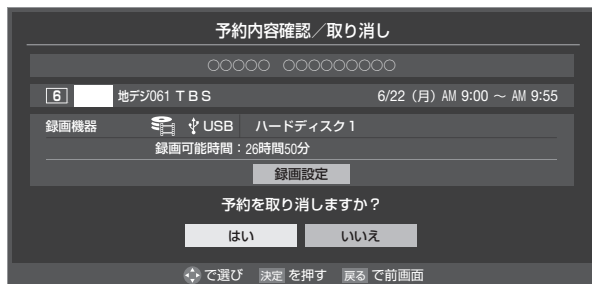 予約内容確認／取り消し
○○○○○ ○○○○○○○○○
6 地デジ061 TBS 6/22（月）AM 9:00 ～ AM 9:55
録画機器 USB ハードディスク1
録画可能時間：26時間50分
録画設定
予約を取り消しますか？
はい いいえ
で選び 決定 を押す 戻る で前画面